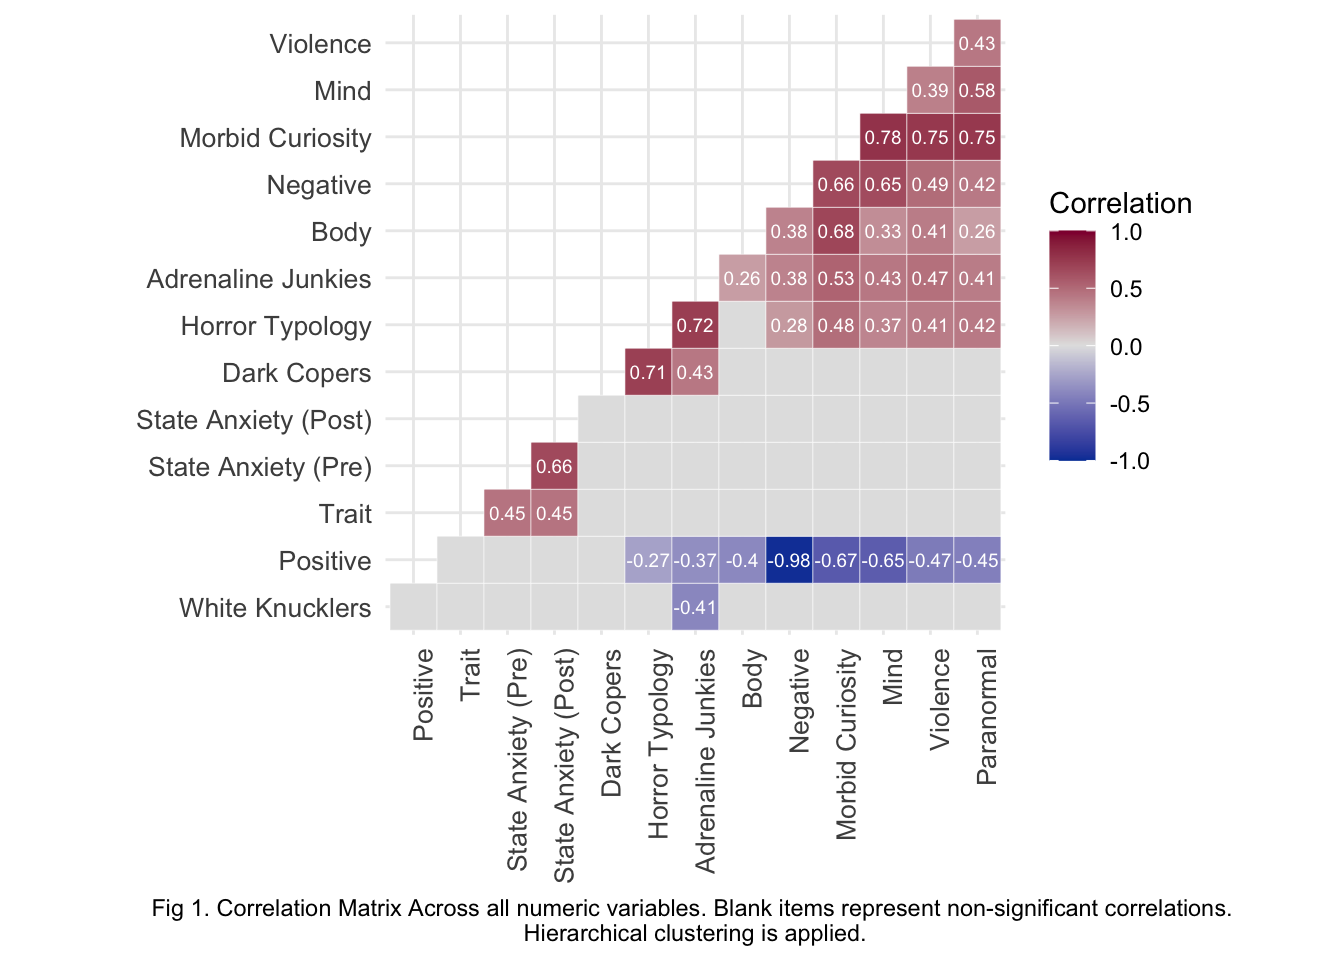 Violence
0.43
Mind
0.39 0.58
Morbid Curiosity
0.78 0.75 0.75
Negative
0.66 0.65 0.49 0.42
Body
0.38 0.68 0.33 0.41 0.26
Adrenaline Junkies
0.26 0.38 0.53 0.43 0.47 0.41
Horror Typology
0.72 0.28 0.48 0.37 0.41 0.42
Dark Copers
0.71 0.43
State Anxiety (Post)
State Anxiety (Pre)
0.66
Trait
0.45 0.45
Positive
-0.27 -0.37 -0.4 -0.98 -0.67 -0.65 -0.47 -0.45
White Knucklers
-0.41
Positive
Trait
State Anxiety (Pre)
State Anxiety (Post)
Dark Copers
Horror Typology
Adrenaline Junkies
Body
Negative
Morbid Curiosity
Mind
Violence
Paranormal
Correlation
1.0
0.5
0.0
-0.5
-1.0
Fig 1. Correlation Matrix Across all numeric variables. Blank items represent non-significant correlations.
Hierarchical clustering is applied.